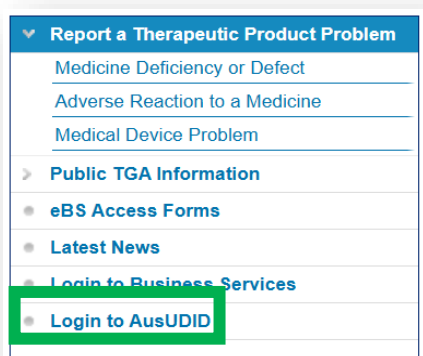 Report a Therapeutic Product Problem
Medicine Deficiency or Defect
Adverse Reaction to a Medicine
Medical Device Problem
Public TGA Information
eBS Access Forms
Latest News
Login to Business Services
Login to AusUDID